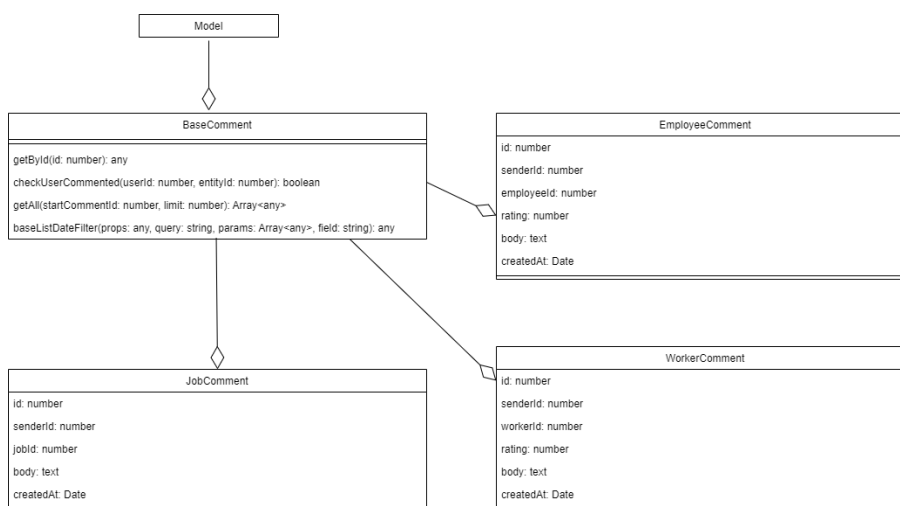 Model
BaseComment
getById(id: number): any
checkUserCommented(userId: number, entityId: number): boolean
getAll(startCommentId: number, limit: number): Array<any>
baseListDateFilter(props: any, query: string, params: Array<any>, field: string): any
EmployeeComment
id: number
senderId: number
employeeId: number
rating: number
body: text
createdAt: Date
JobComment
id: number
senderId: number
jobId: number
body: text
createdAt: Date
WorkerComment
id: number
senderId: number
workerId: number
rating: number
body: text
createdAt: Date